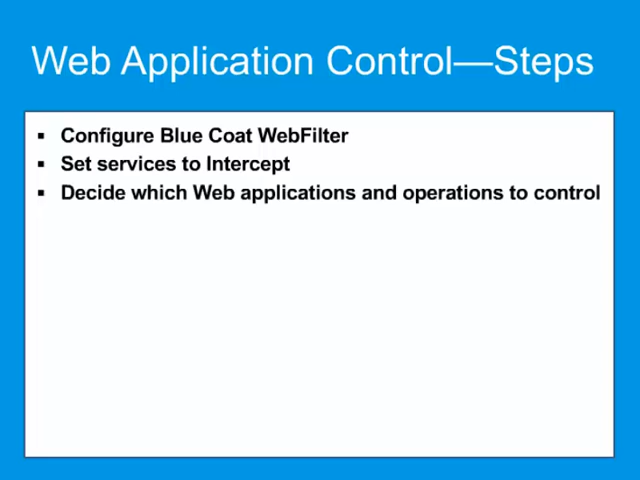 Web Application Control—Steps
▪ Configure Blue Coat WebFilter
▪ Set services to Intercept
▪ Decide which Web applications and operations to control